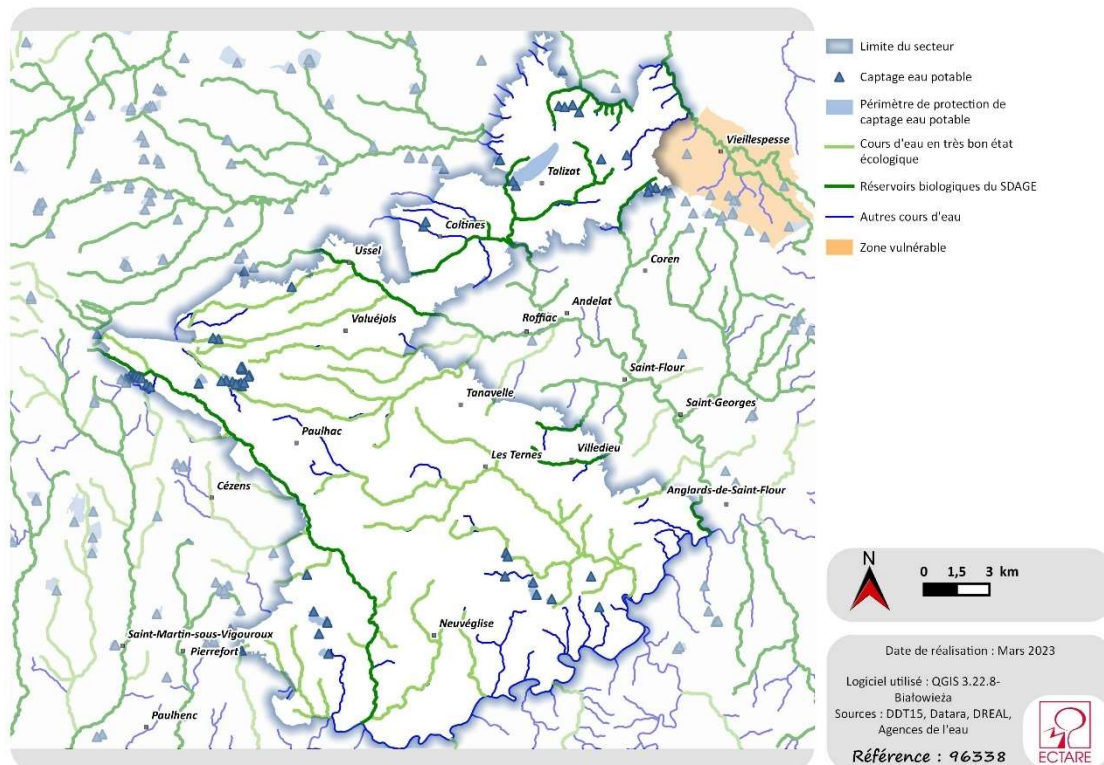 Limite du secteur
Captage eau potable
Périmètre de protection de
captage eau potable
Cours d'eau en très bon état
écologique
Réservoirs biologiques du SDAGE
Autres cours d'eau
Zone vulnérable
Vieillespesse
Talizat
Coltines
Ussel
Coren
Andelat
Roffiac
Valuéjols
Saint-Flour
Tanavelle
Saint-Georges
Paulhac
Villedieu
Les Ternes
Cézens
Anglards-de-Saint-Flour
Neuvéglise
Saint-Martin-sous-Vigouroux
Pierrefort
Paulhenc
N
0 1,5 3 km
Date de réalisation : Mars 2023
Logiciel utilisé : QGIS 3.22.8-
Białowieża
Sources : DDT15, Datara, DREAL,
Agences de l'eau
Référence : 96338
ECTARE